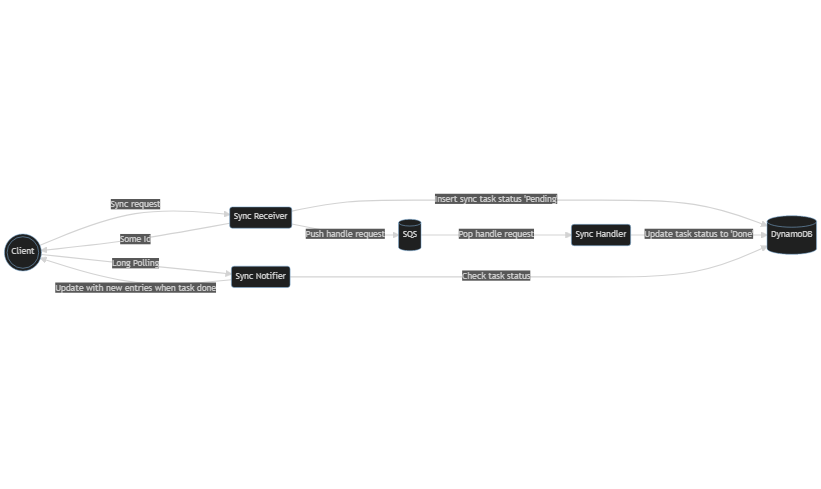 Sync request
Insert sync task status 'Pending'
Sync Receiver
Some Id
Push handle request
SQS
Pop handle request
Sync Handler
Update task status to 'Done'
DynamoDB
Client
Long Polling
Sync Notifier
Check task status
Update with new entries when task done